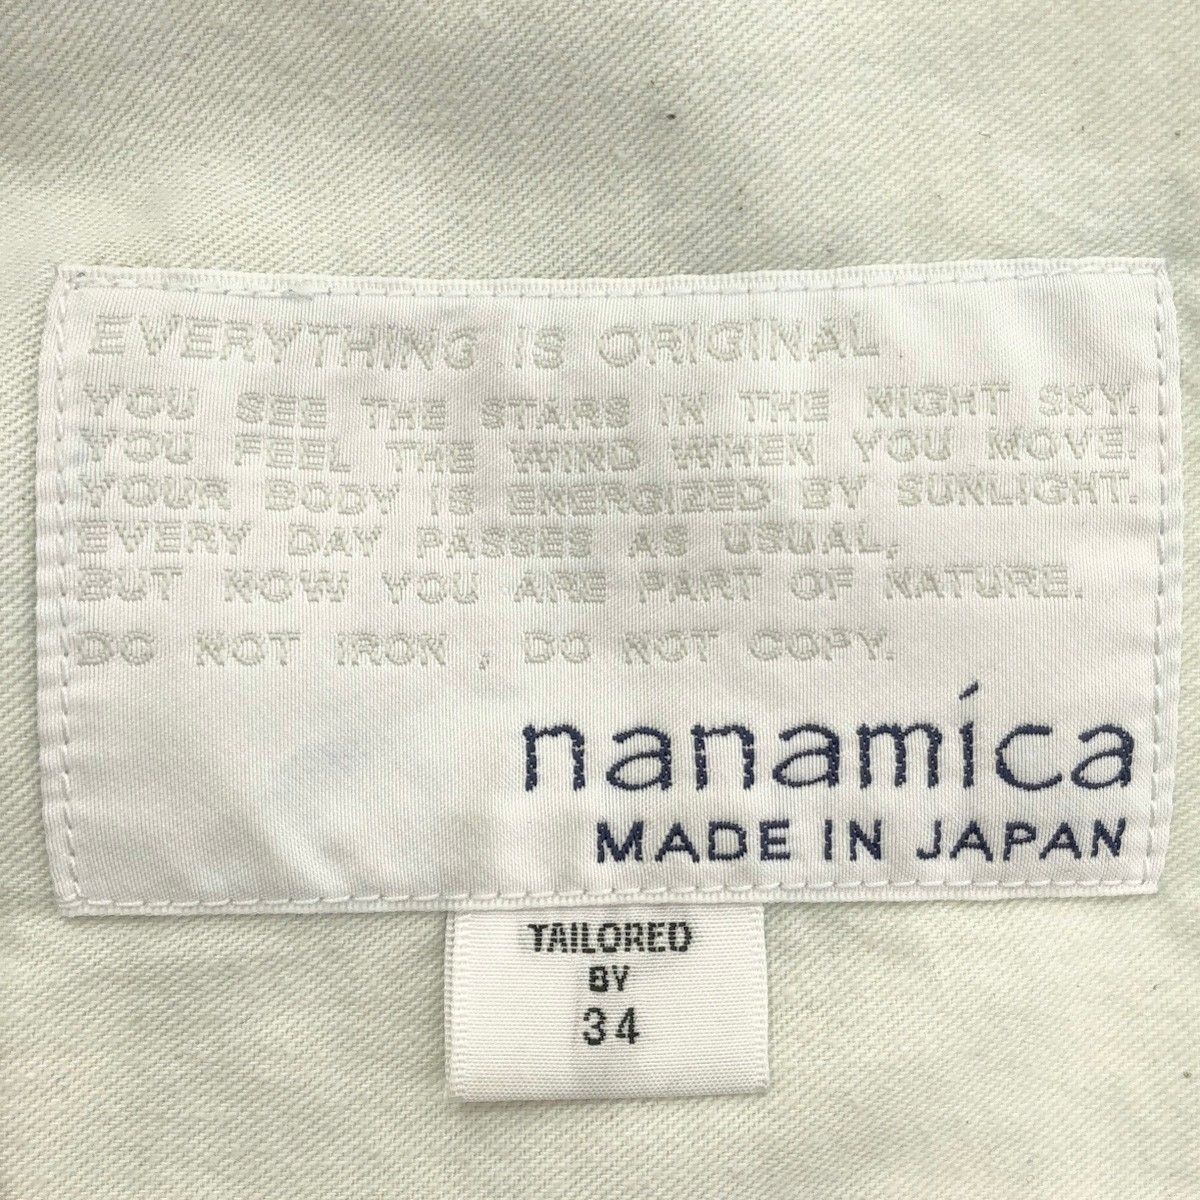 EVERYTHING IS ORIGINAL
YOU SEE THE STARS IN THE NIGHT SKY.
YOU FEEL THE WIND WHEN YOU MOVE.
YOUR BODY IS ENERGIZED BY SUNLIGHT.
EVERY DAY PASSES AS USUAL,
BUT NOW YOU ARE PART OF NATURE.
DO NOT IRON , DO NOT COPY.
nanamíca
MADE IN JAPAN
TAILORED
BY
34